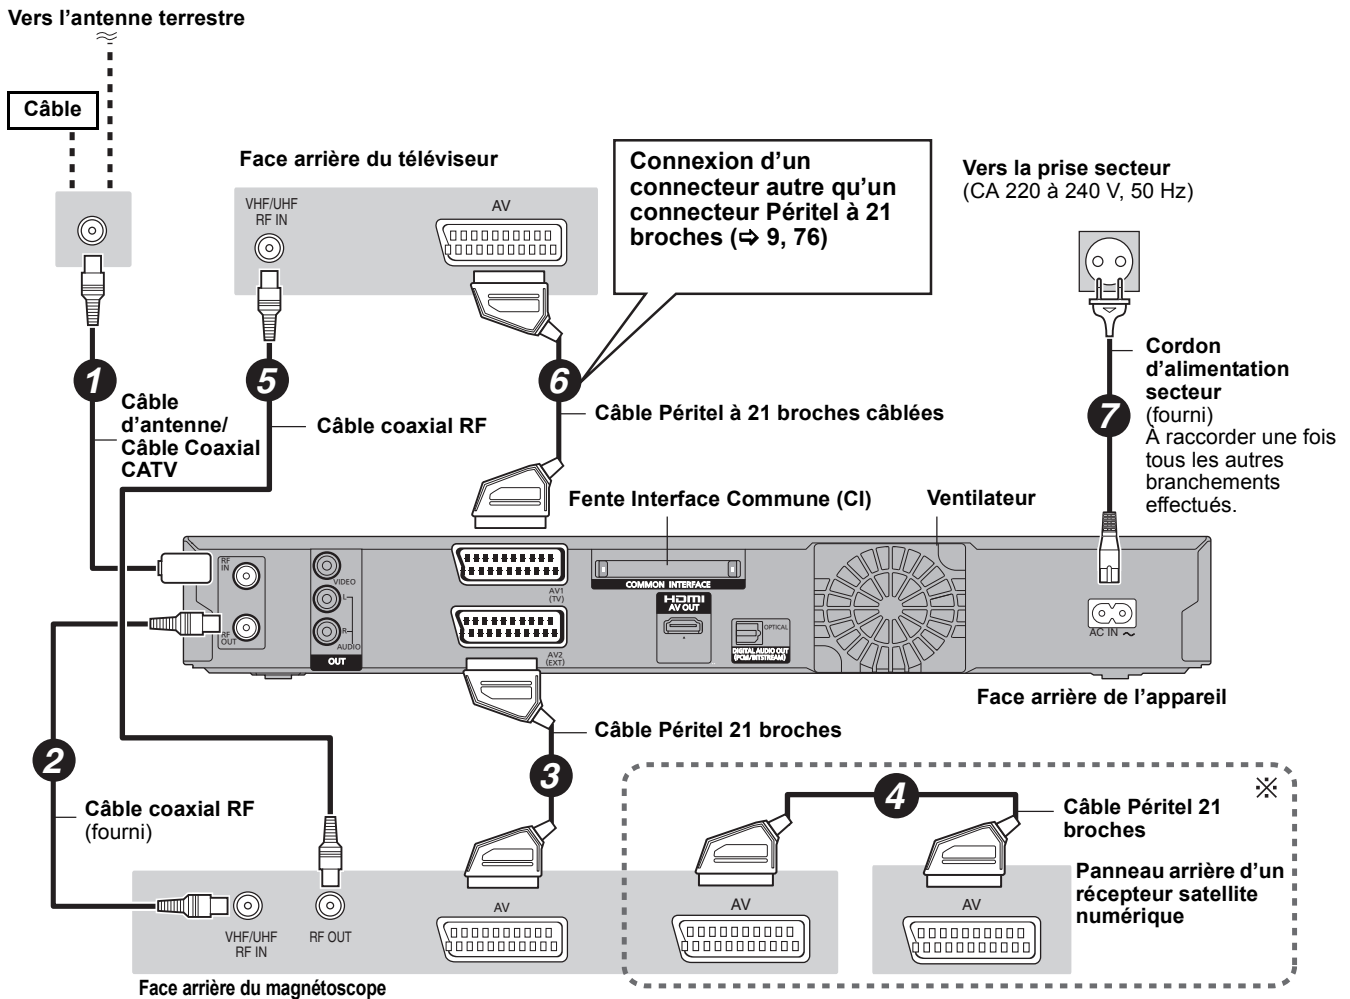 Vers l'antenne terrestre
Câble
Face arrière du téléviseur
VHF/UHF
RF IN
AV
Connexion d'un
connecteur autre qu'un
connecteur Péritel à 21
broches (⇨ 9, 76)
Vers la prise secteur
(CA 220 à 240 V, 50 Hz)
1
5
6
7
Câble
d'antenne/
Câble Coaxial
CATV
Câble coaxial RF
Câble Péritel à 21 broches câblées
Cordon
d'alimentation
secteur
(fourni)
À raccorder une fois
tous les autres
branchements
effectués.
Fente Interface Commune (CI)
Ventilateur
RF
IN
RF
OUT
VIDEO
L
R
AUDIO
OUT
AV1
(TV)
AV2
(EXT)
COMMON INTERFACE
HDMI
AV OUT
OPTICAL
DIGITAL AUDIO OUT
(PCM/BITSTREAM)
AC IN ~
Face arrière de l'appareil
2
Câble coaxial RF
(fourni)
3
Câble Péritel 21 broches
4
※
Câble Péritel 21
broches
Panneau arrière d'un
récepteur satellite
numérique
VHF/UHF
RF IN
RF OUT
AV
AV
AV
Face arrière du magnétoscope